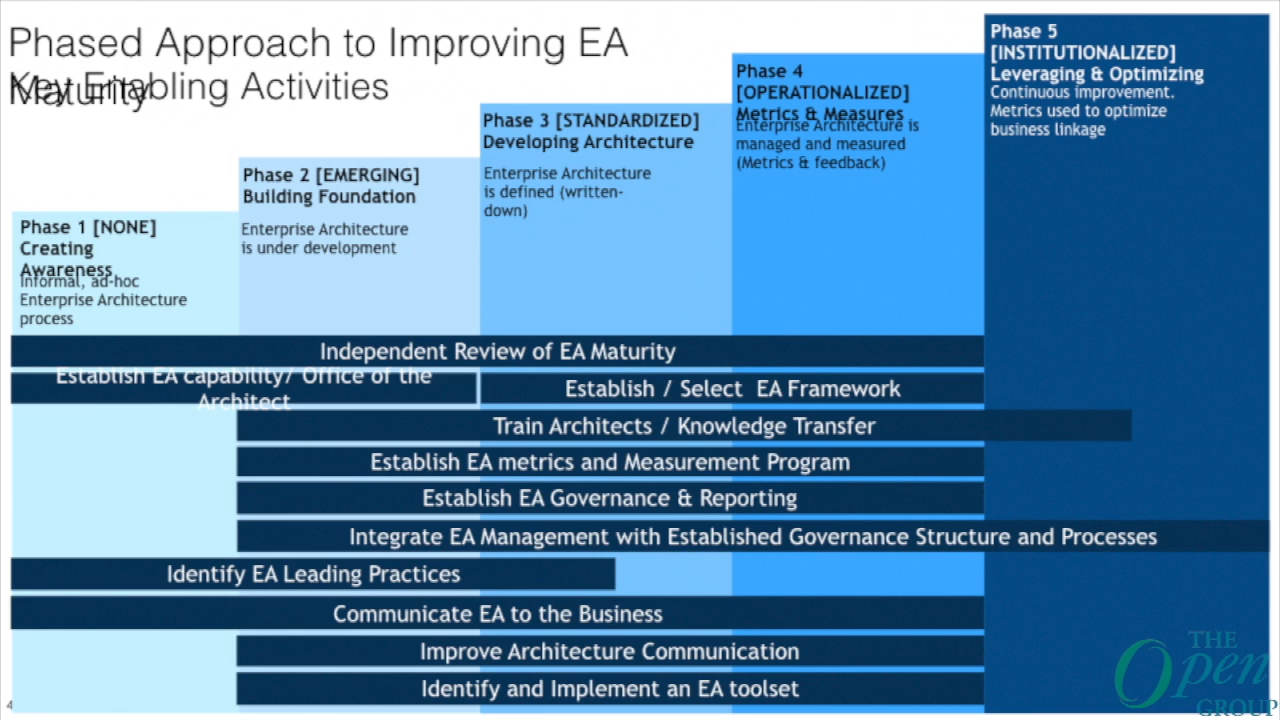 Phased Approach to Improving EA
Maturity
Key Enabling Activities
Phase 1 [NONE]
Creating
Awareness
Informal, ad-hoc
Enterprise Architecture
process
Phase 2 [EMERGING]
Building Foundation
Enterprise Architecture
is under development
Phase 3 [STANDARDIZED]
Developing Architecture
Enterprise Architecture
is defined (written-
down)
Phase 4
[OPERATIONALIZED]
Metrics & Measures
Enterprise Architecture is
managed and measured
(Metrics & feedback)
Phase 5
[INSTITUTIONALIZED]
Leveraging & Optimizing
Continuous improvement.
Metrics used to optimize
business linkage
Independent Review of EA Maturity
Establish EA capability/ Office of the
Architect
Establish / Select EA Framework
Train Architects / Knowledge Transfer
Establish EA metrics and Measurement Program
Establish EA Governance & Reporting
Integrate EA Management with Established Governance Structure and Processes
Identify EA Leading Practices
Communicate EA to the Business
Improve Architecture Communication
Identify and Implement an EA toolset
4
THE
Open
GROUP